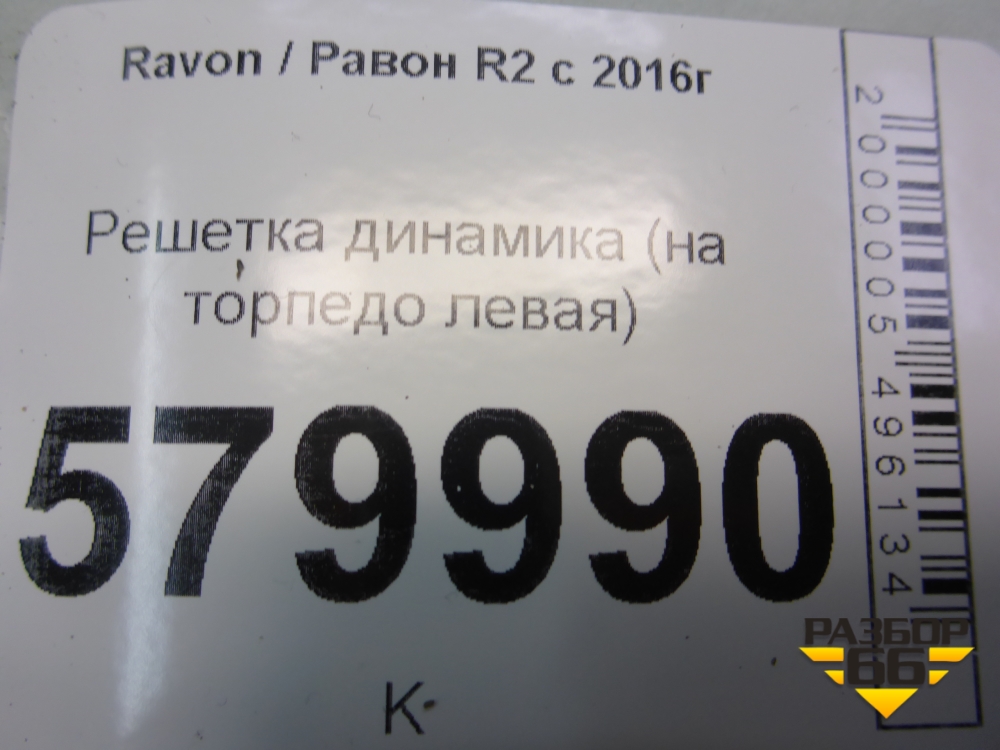 Ravon / Равон R2 с 2016г
Решетка динамика (на
торпедо левая)
579990
К
2000005496134
РАЗБОР
66